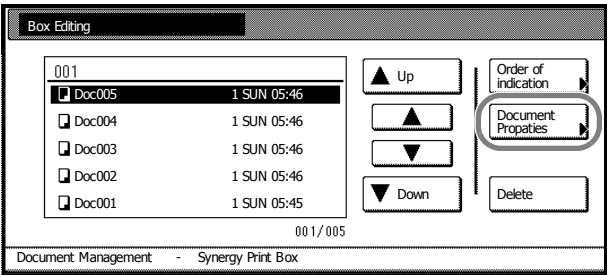 Box Editing
001
Doc005 1 SUN 05:46
Doc004 1 SUN 05:46
Doc003 1 SUN 05:46
Doc002 1 SUN 05:46
Doc001 1 SUN 05:45
001/005
Up
Down
Order of
indication
Document
Propaties
Delete
Document Management - Synergy Print Box